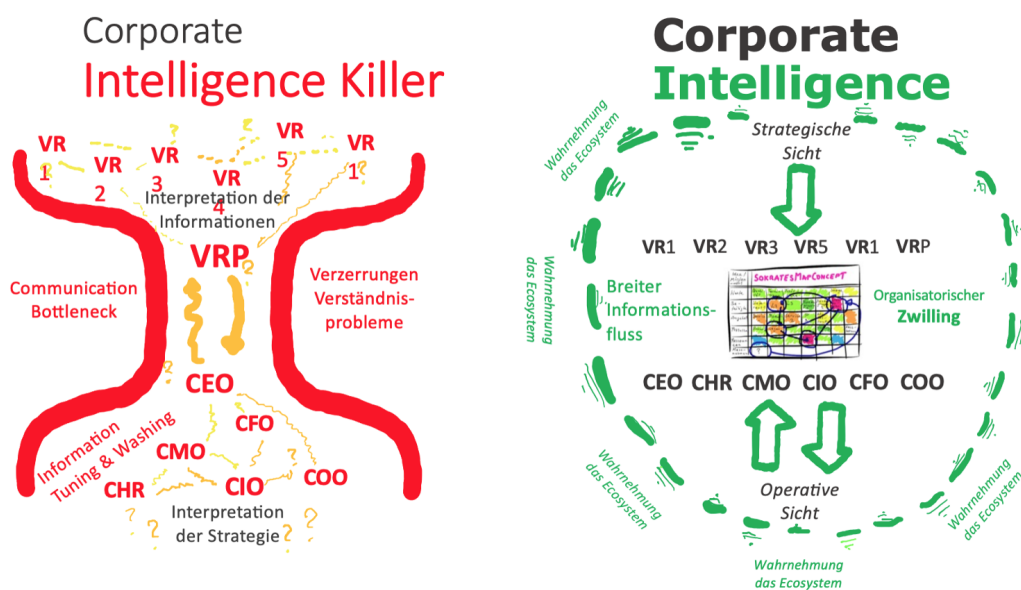 Corporate
Intelligence Killer
VR
1
VR
2
VR
3
VR
4
VR
5
VR
1
Interpretation der
Informationen
VRP
Communication
Bottleneck
Verzerrungen
Verständnis-
probleme
CEO
CFO
CMO
CHR
CIO
COO
Information
Tuning & Washing
Interpretation
der Strategie
Corporate
Intelligence
Wahrnehmung
das Ecosystem
Strategische
Sicht
VR1 VR2 VR3 VR5 VR1 VRP
Wahrnehmung
das Ecosystem
Breiter
Informations-
fluss
SOKRATESMAPCONCEPT
Organisatorischer
Zwilling
CEO CHR CMO CIO CFO COO
Wahrnehmung
das Ecosystem
Operative
Sicht
Wahrnehmung
das Ecosystem
Wahrnehmung
das Ecosystem